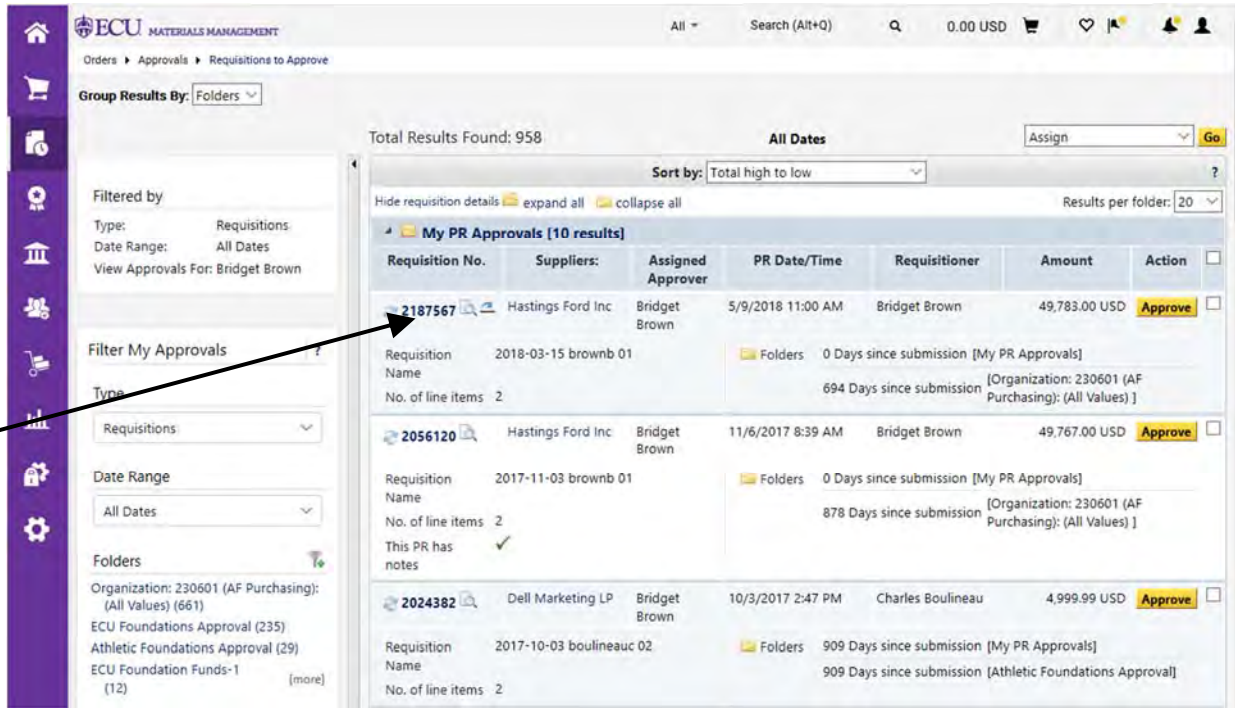 ECU MATERIALS MANAGEMENT
All
Search (Alt+Q)
0.00 USD
Orders Approvals Requisitions to Approve
Group Results By: Folders
Total Results Found: 958
All Dates
Assign
Go
Sort by: Total high to low
?
Hide requisition details expand all collapse all
Results per folder: 20
Filtered by
Type: Requisitions
Date Range: All Dates
View Approvals For: Bridget Brown
Filter My Approvals ?
Type
Requisitions
Date Range
All Dates
Folders
Organization: 230601 (AF Purchasing):
(All Values) (661)
ECU Foundations Approval (235)
Athletic Foundations Approval (29)
ECU Foundation Funds-1
(12)
[more]
My PR Approvals [10 results]
Requisition No. Suppliers: Assigned Approver PR Date/Time Requisitioner Amount Action
2187567 Hastings Ford Inc Bridget Brown 5/9/2018 11:00 AM Bridget Brown 49,783.00 USD Approve
Requisition Name 2018-03-15 brownb 01
No. of line items 2
Folders 0 Days since submission [My PR Approvals]
694 Days since submission [Organization: 230601 (AF Purchasing): (All Values) ]
2056120 Hastings Ford Inc Bridget Brown 11/6/2017 8:39 AM Bridget Brown 49,767.00 USD Approve
Requisition Name 2017-11-03 brownb 01
No. of line items 2
This PR has notes ✓
Folders 0 Days since submission [My PR Approvals]
878 Days since submission [Organization: 230601 (AF Purchasing): (All Values) ]
2024382 Dell Marketing LP Bridget Brown 10/3/2017 2:47 PM Charles Boulineau 4,999.99 USD Approve
Requisition Name 2017-10-03 boulineauc 02
No. of line items 2
Folders 909 Days since submission [My PR Approvals]
909 Days since submission [Athletic Foundations Approval]